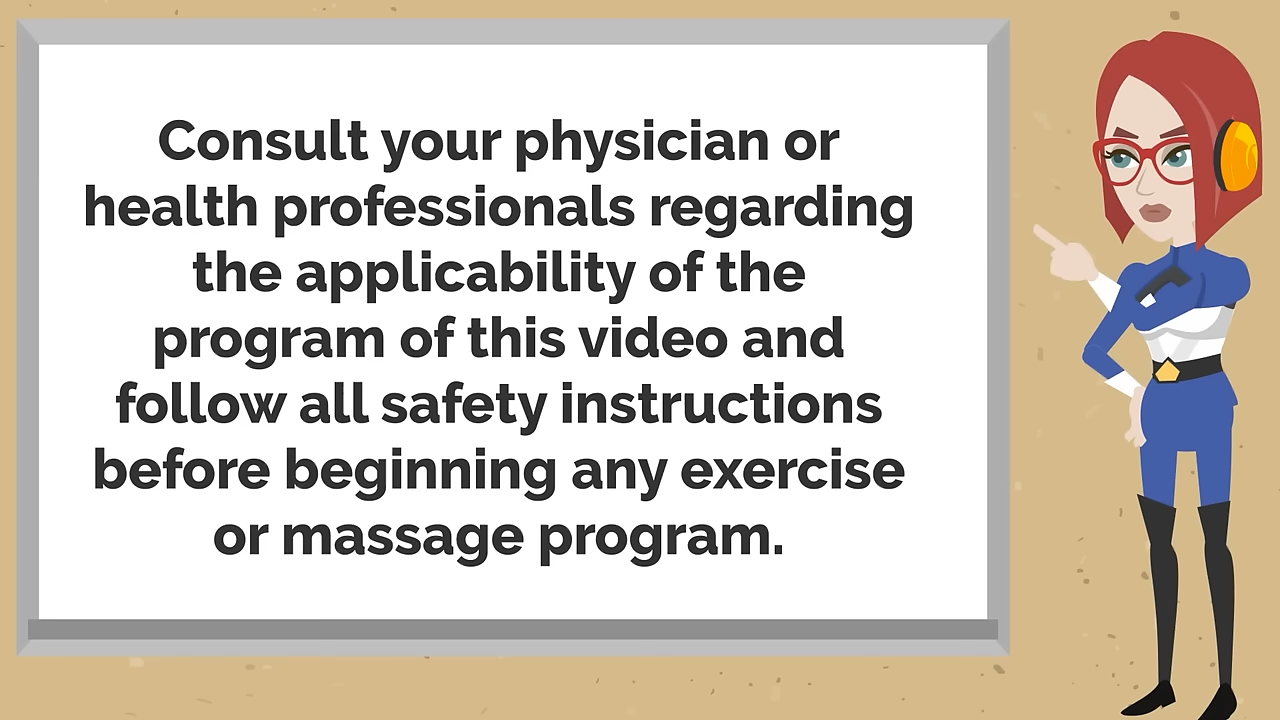 Consult your physician or
health professionals regarding
the applicability of the
program of this video and
follow all safety instructions
before beginning any exercise
or massage program.